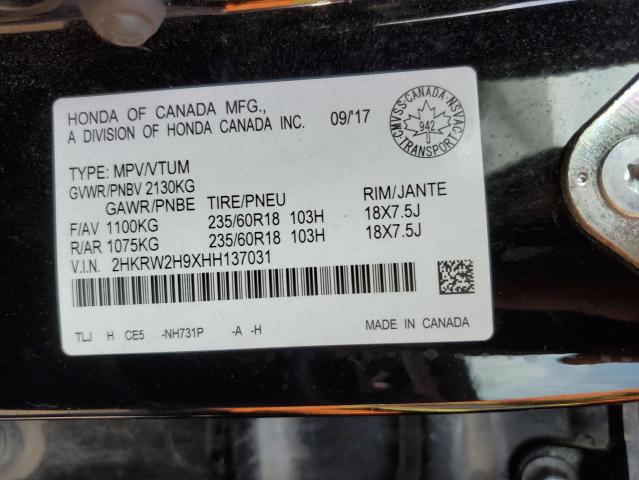 HONDA OF CANADA MFG.,
A DIVISION OF HONDA CANADA INC. 09/'17
CMVSS·CANADA·NSVAC
942
TRANSPORT
TYPE: MPV/VTUM
GVWR/PNBV 2130KG
GAWR/PNBE TIRE/PNEU RIM/JANTE
F/AV 1100KG 235/60R18 103H 18X7.5J
R/AR 1075KG 235/60R18 103H 18X7.5J
V.I.N. 2HKRW2H9XHH137031
TLJ H CE5 -NH731P -A -H MADE IN CANADA